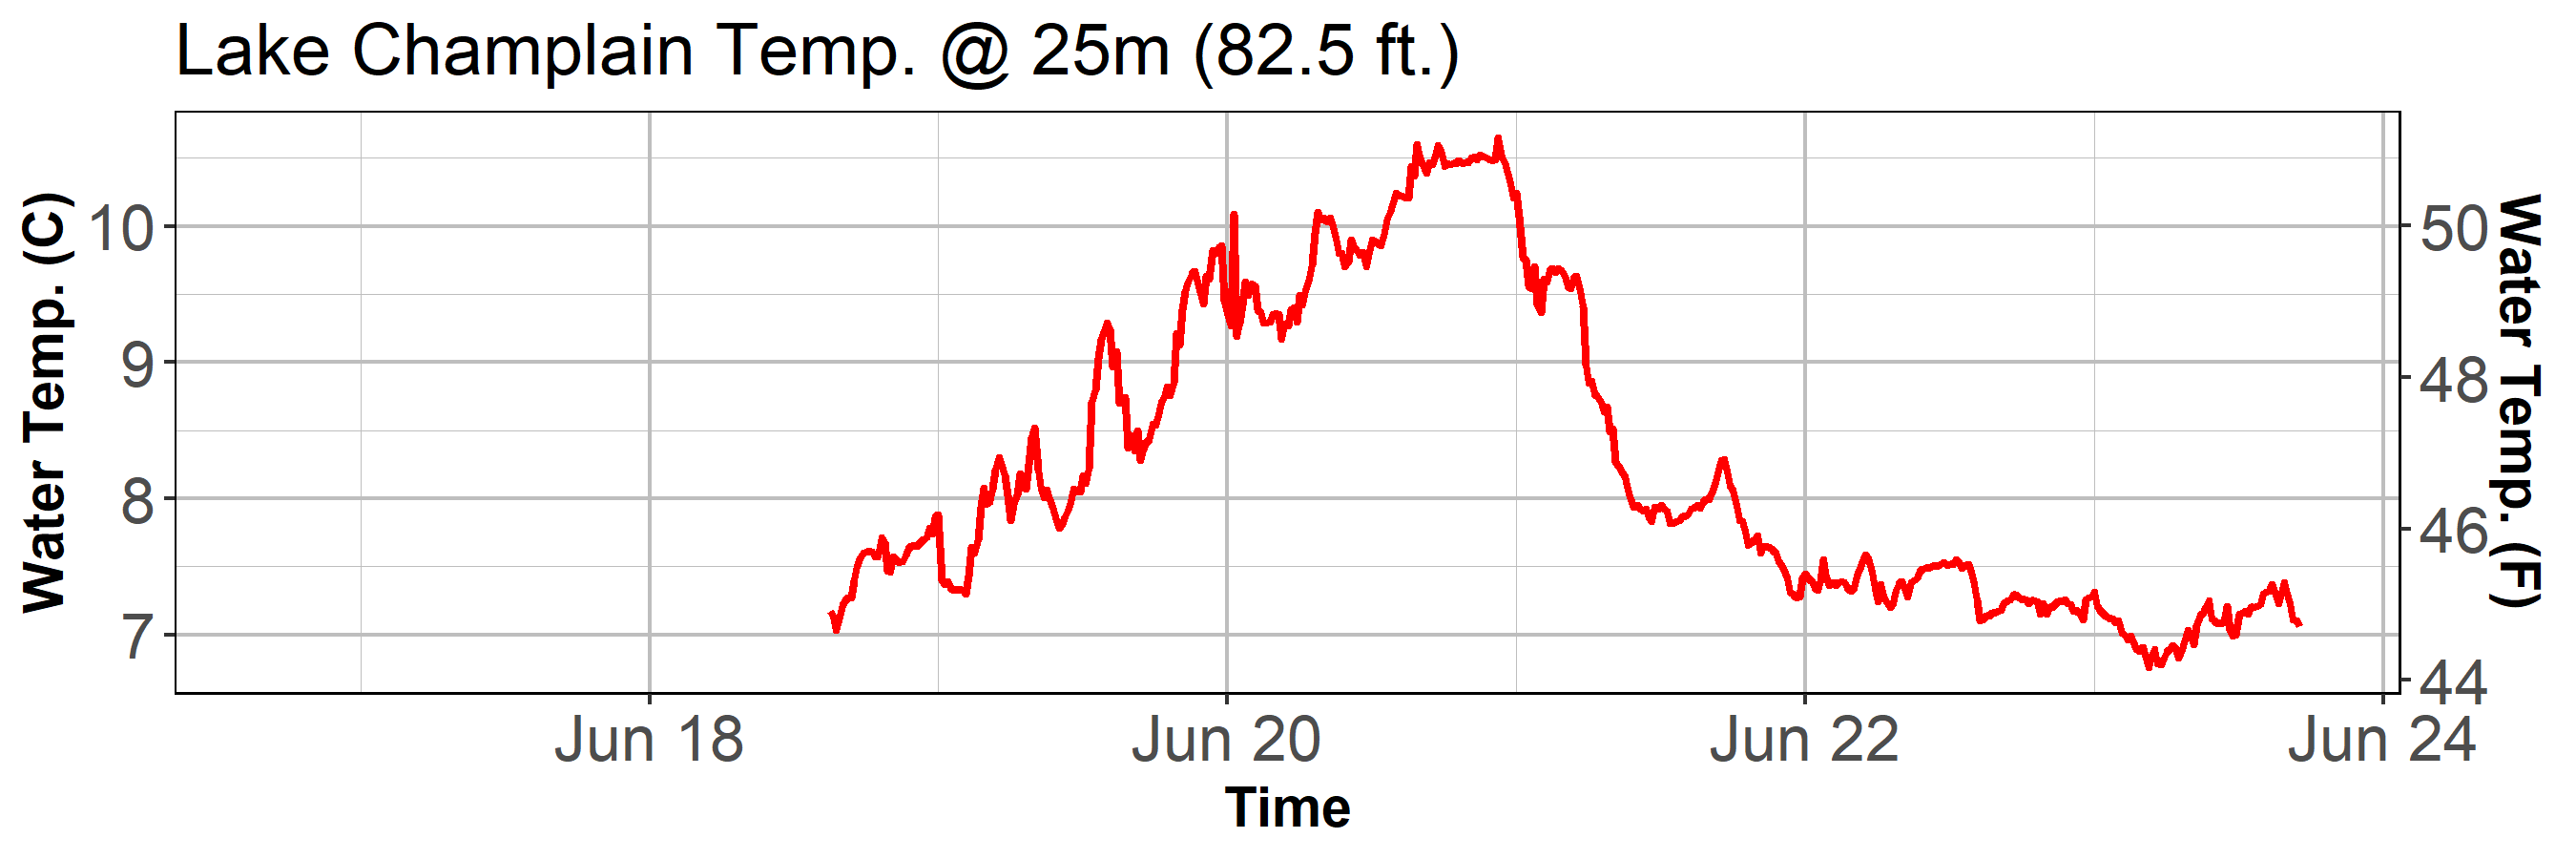 Lake Champlain Temp. @ 25m (82.5 ft.)
Water Temp. (C)
10
9
8
7
50
48
46
44
Water Temp. (F)
Jun 18 Jun 20 Jun 22 Jun 24
Time